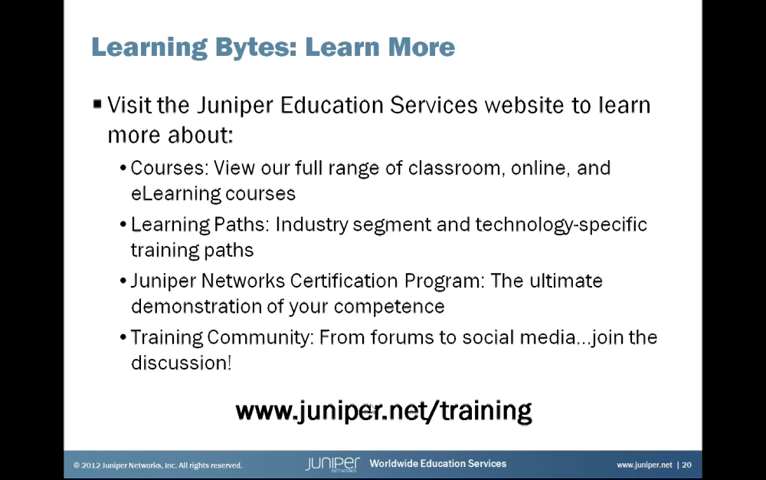 Learning Bytes: Learn More
▪ Visit the Juniper Education Services website to learn
more about:
• Courses: View our full range of classroom, online, and
eLearning courses
• Learning Paths: Industry segment and technology-specific
training paths
• Juniper Networks Certification Program: The ultimate
demonstration of your competence
• Training Community: From forums to social media...join the
discussion!
www.juniper.net/training
© 2012 Juniper Networks, Inc. All rights reserved. JUNIPER NETWORKS Worldwide Education Services www.juniper.net | 20